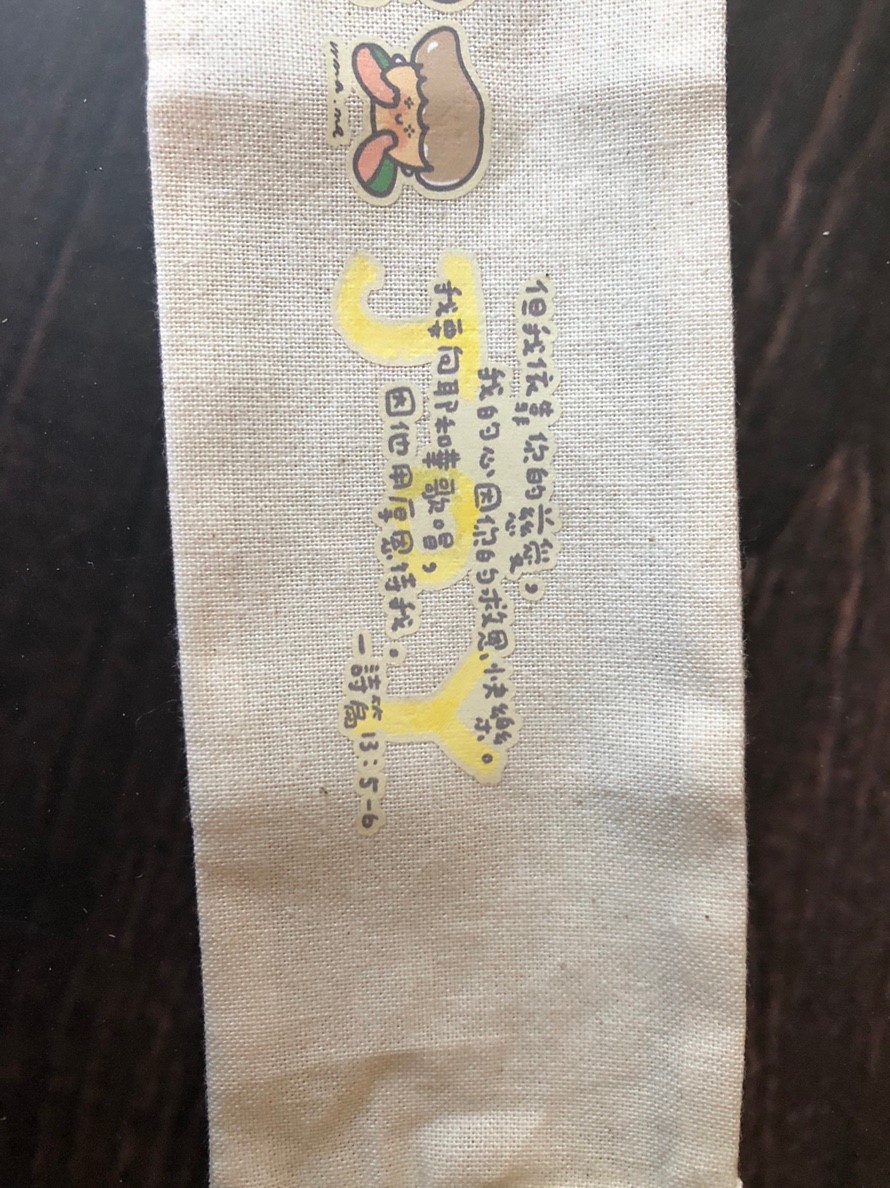 但我依靠你的慈愛，
我的心因你的救恩快樂。
我要向耶和華歌唱，
因他用厚恩待我。
－詩篇 13:5-6
JOY